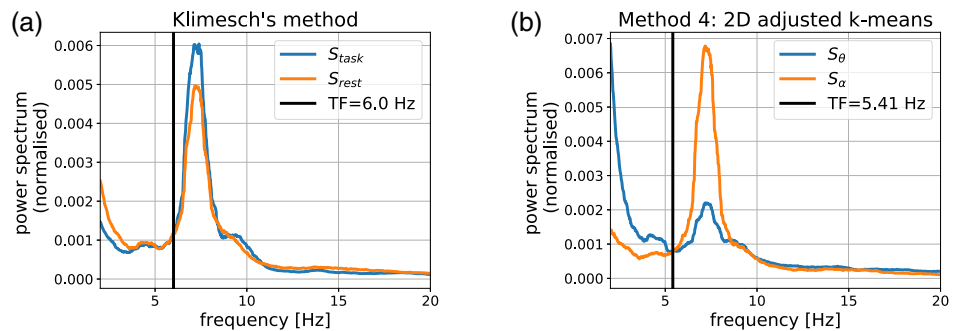 (a)
Klimesch's method
0.006
0.005
0.004
0.003
0.002
0.001
0.000
power spectrum
(normalised)
S_task
S_rest
TF=6.0 Hz
5
10
15
20
frequency [Hz]
(b)
Method 4: 2D adjusted k-means
0.007
0.006
0.005
0.004
0.003
0.002
0.001
0.000
power spectrum
(normalised)
S_θ
S_α
TF=5.41 Hz
5
10
15
20
frequency [Hz]